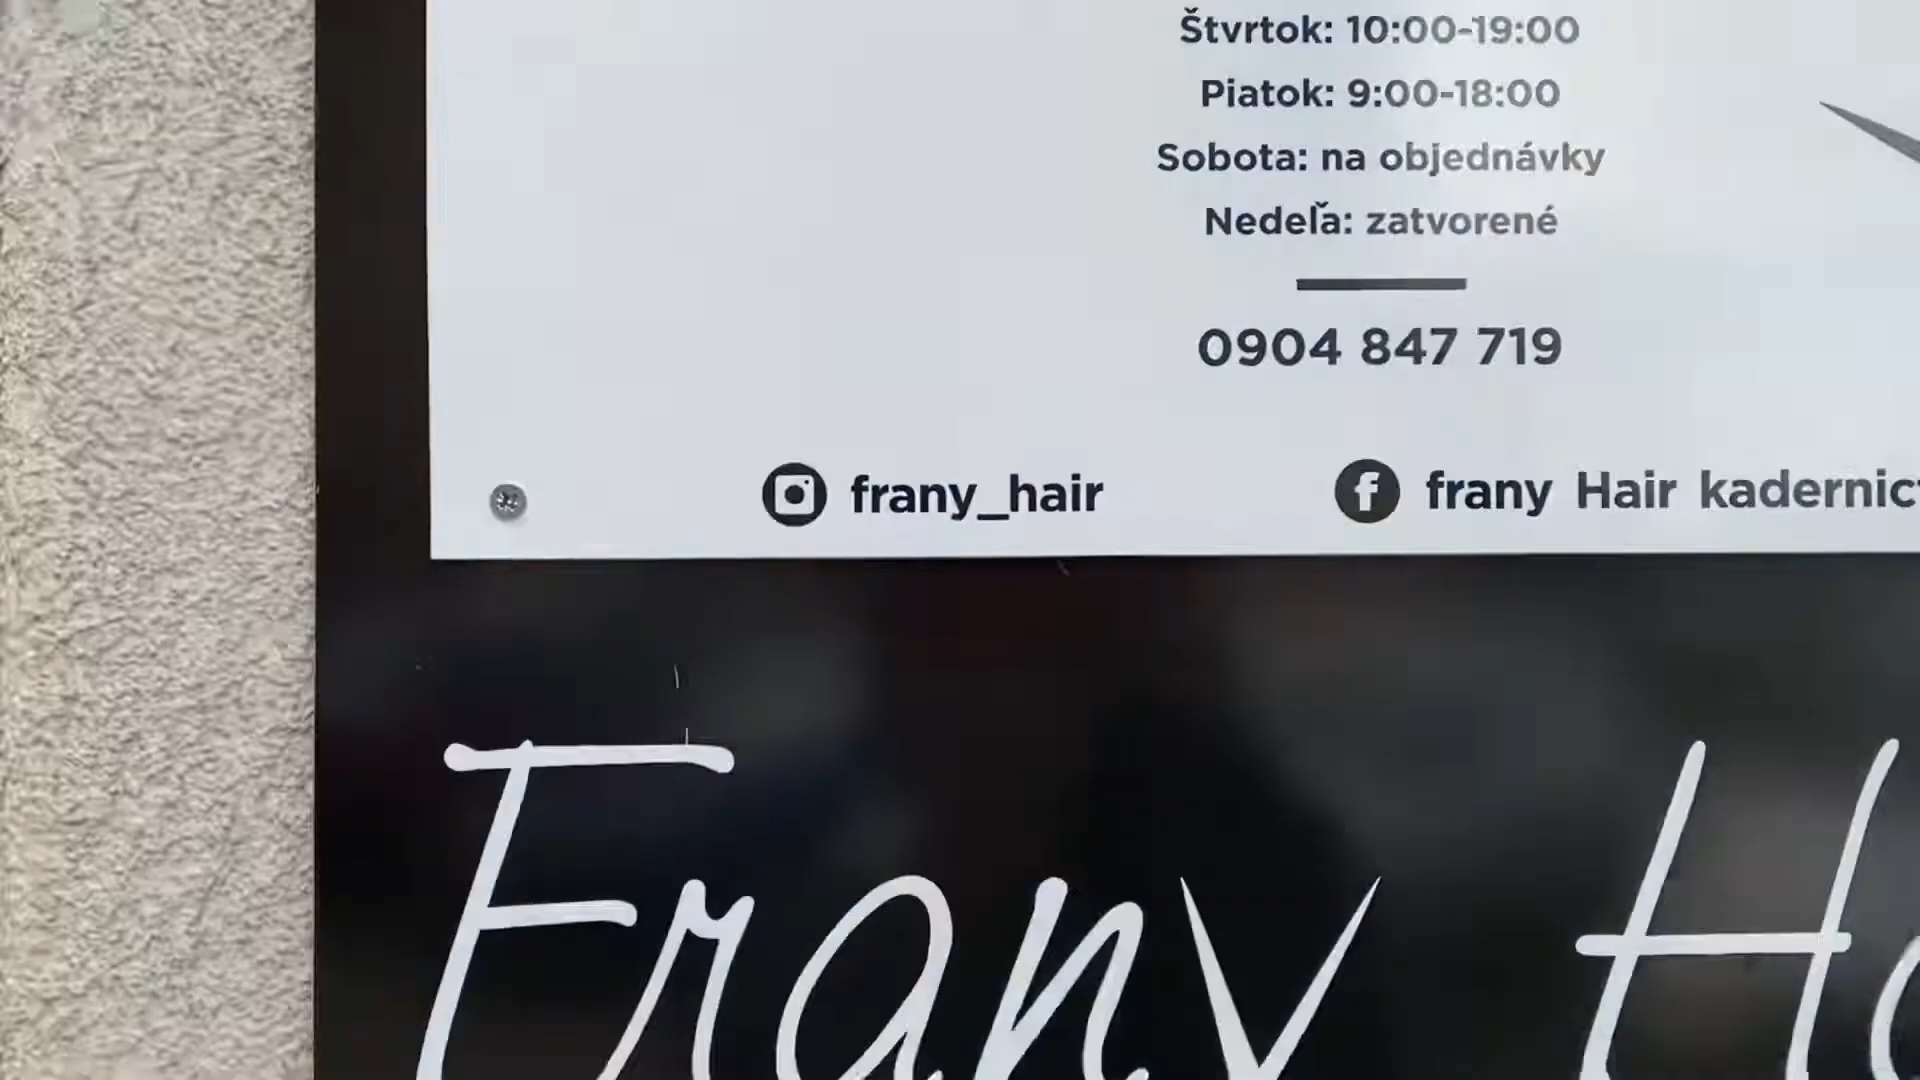 Štvrtok: 10:00-19:00
Piatok: 9:00-18:00
Sobota: na objednávky
Nedeľa: zatvorené
0904 847 719
frany_hair
frany Hair
Frany